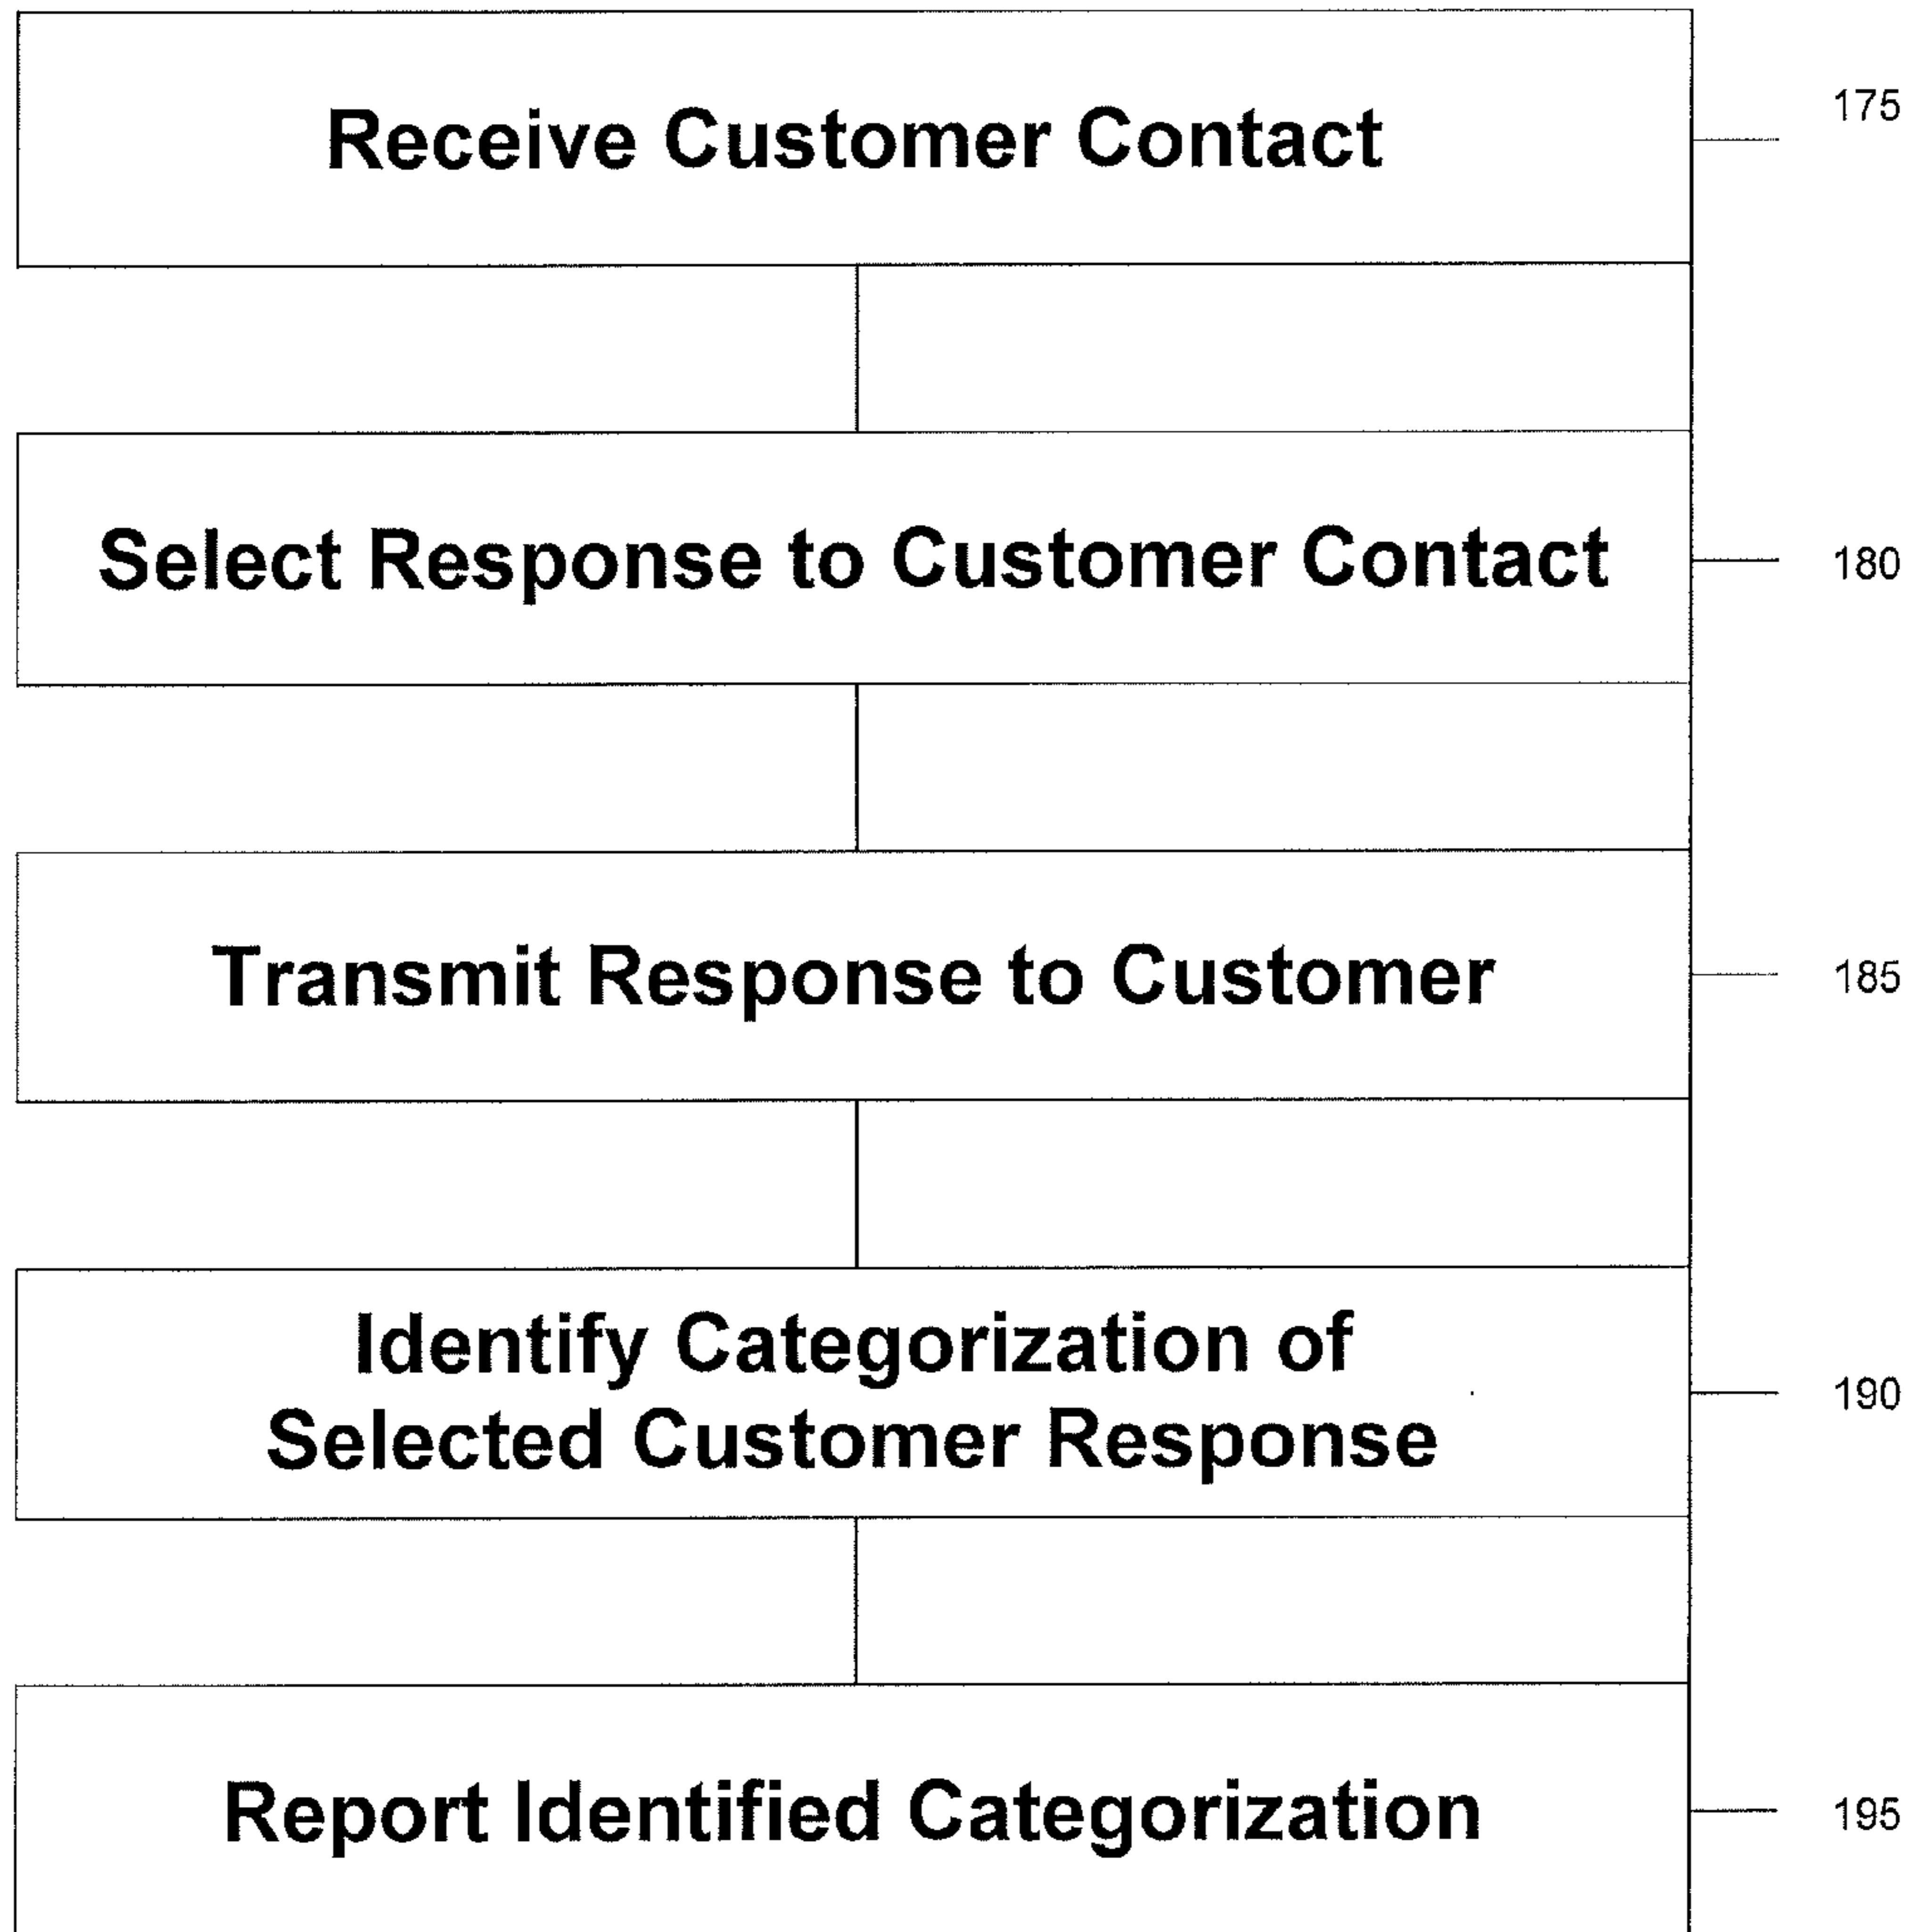 Receive Customer Contact
175
Select Response to Customer Contact
180
Transmit Response to Customer
185
Identify Categorization of
Selected Customer Response
190
Report Identified Categorization
195